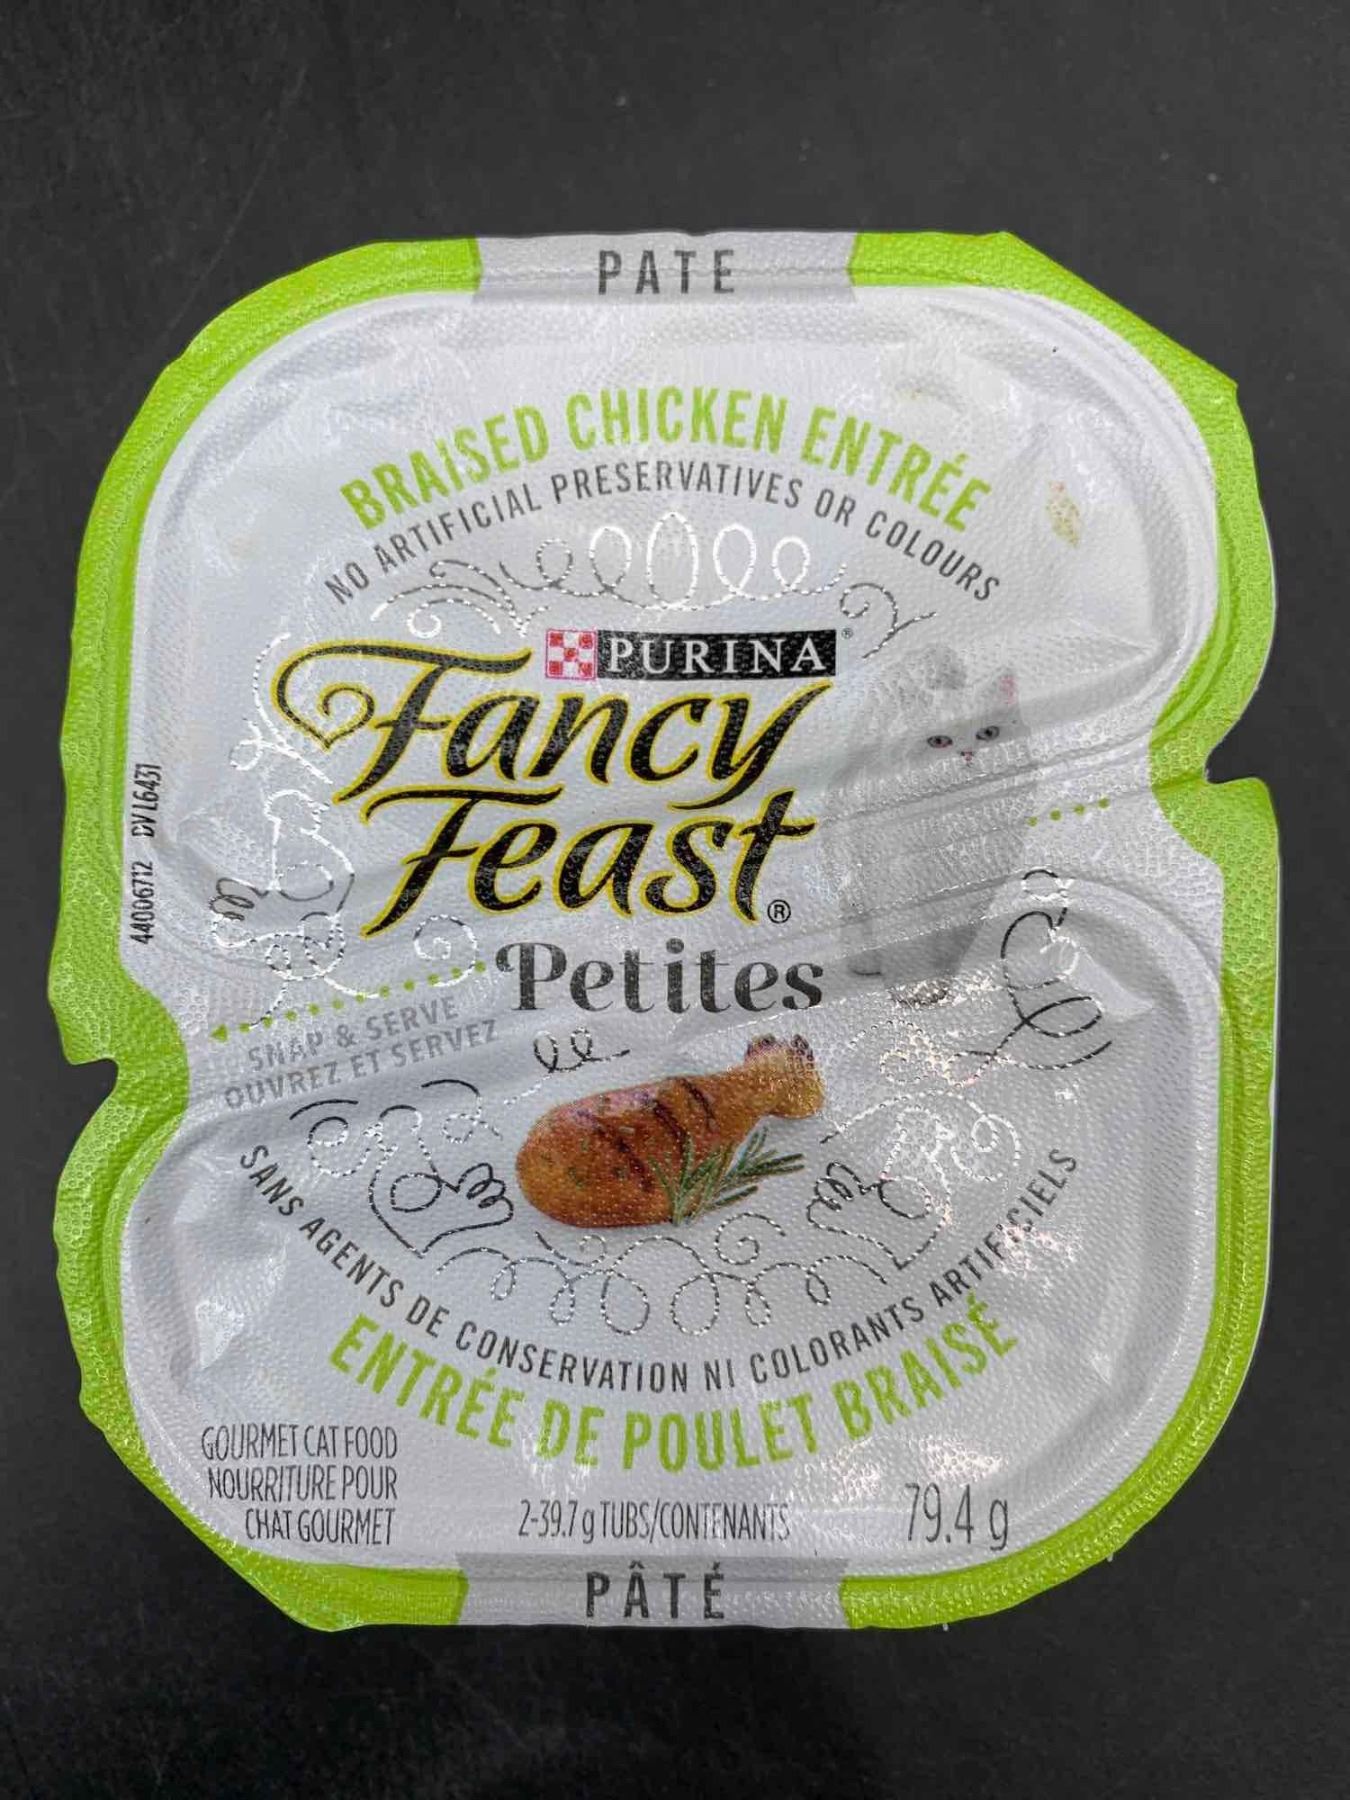 PATE
BRAISED CHICKEN ENTRÉE
NO ARTIFICIAL PRESERVATIVES OR COLOURS
PURINA®
Fancy
Feast®
Petites
44006712 DV L6431
SNAP & SERVE
OUVREZ ET SERVEZ
SANS AGENTS DE CONSERVATION NI COLORANTS ARTIFICIELS
ENTRÉE DE POULET BRAISÉ
GOURMET CAT FOOD
NOURRITURE POUR
CHAT GOURMET
2-39.7 g TUBS/CONTENANTS
79.4 g
PÂTÉ